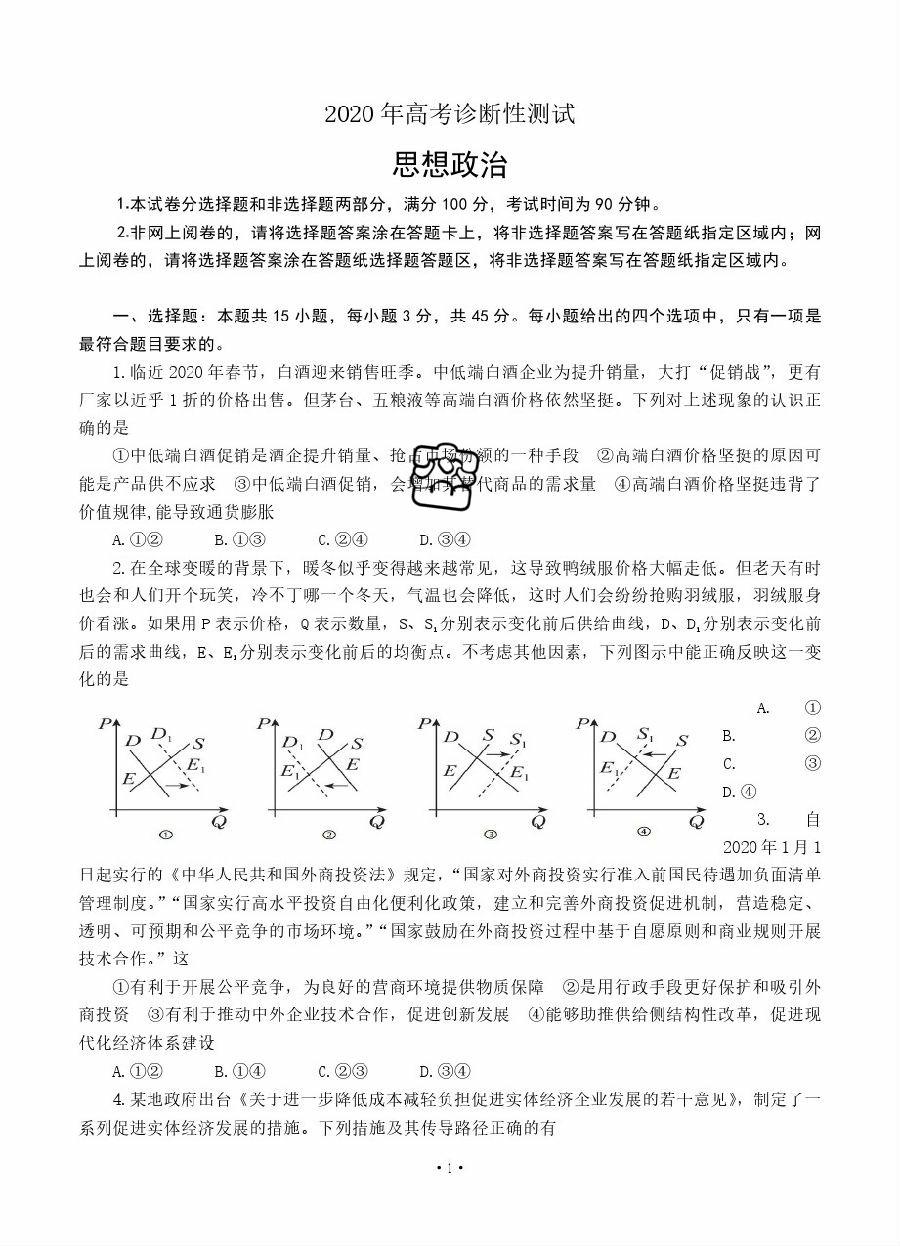 2020 年高考诊断性测试
思想政治
1.本试卷分选择题和非选择题两部分，满分 100 分，考试时间为 90 分钟。
2.非网上阅卷的，请将选择题答案涂在答题卡上，将非选择题答案写在答题纸指定区域内；网
上阅卷的，请将选择题答案涂在答题纸选择题答题区，将非选择题答案写在答题纸指定区域内。
一、选择题：本题共 15 小题，每小题 3 分，共 45 分。每小题给出的四个选项中，只有一项是
最符合题目要求的。
1.临近 2020 年春节，白酒迎来销售旺季。中低端白酒企业为提升销量，大打“促销战”，更有
厂家以近乎 1 折的价格出售。但茅台、五粮液等高端白酒价格依然坚挺。下列对上述现象的认识正
确的是
①中低端白酒促销是酒企提升销量、抢占市场份额的一种手段 ②高端白酒价格坚挺的原因可
能是产品供不应求 ③中低端白酒促销，会增加其替代商品的需求量 ④高端白酒价格坚挺违背了
价值规律,能导致通货膨胀
A.①② B.①③ C.②④ D.③④
2.在全球变暖的背景下，暖冬似乎变得越来越常见，这导致鸭绒服价格大幅走低。但老天有时
也会和人们开个玩笑，冷不丁哪一个冬天，气温也会降低，这时人们会纷纷抢购羽绒服，羽绒服身
价看涨。如果用 P 表示价格，Q 表示数量，S、S₁分别表示变化前后供给曲线，D、D₁分别表示变化前
后的需求曲线，E、E₁分别表示变化前后的均衡点。不考虑其他因素，下列图示中能正确反映这一变
化的是
P D D₁ S E E₁ Q ①
P D₁ D S E₁ E Q ②
P D S S₁ E E₁ Q ③
P D S₁ S E₁ E Q ④
A. ①
B. ②
C. ③
D.④
3. 自
2020 年 1 月 1
日起实行的《中华人民共和国外商投资法》规定，“国家对外商投资实行准入前国民待遇加负面清单
管理制度。”“国家实行高水平投资自由化便利化政策，建立和完善外商投资促进机制，营造稳定、
透明、可预期和公平竞争的市场环境。”“国家鼓励在外商投资过程中基于自愿原则和商业规则开展
技术合作。”这
①有利于开展公平竞争，为良好的营商环境提供物质保障 ②是用行政手段更好保护和吸引外
商投资 ③有利于推动中外企业技术合作，促进创新发展 ④能够助推供给侧结构性改革，促进现
代化经济体系建设
A.①② B.①④ C.②③ D.③④
4.某地政府出台《关于进一步降低成本减轻负担促进实体经济企业发展的若干意见》，制定了一
系列促进实体经济发展的措施。下列措施及其传导路径正确的有
·1·